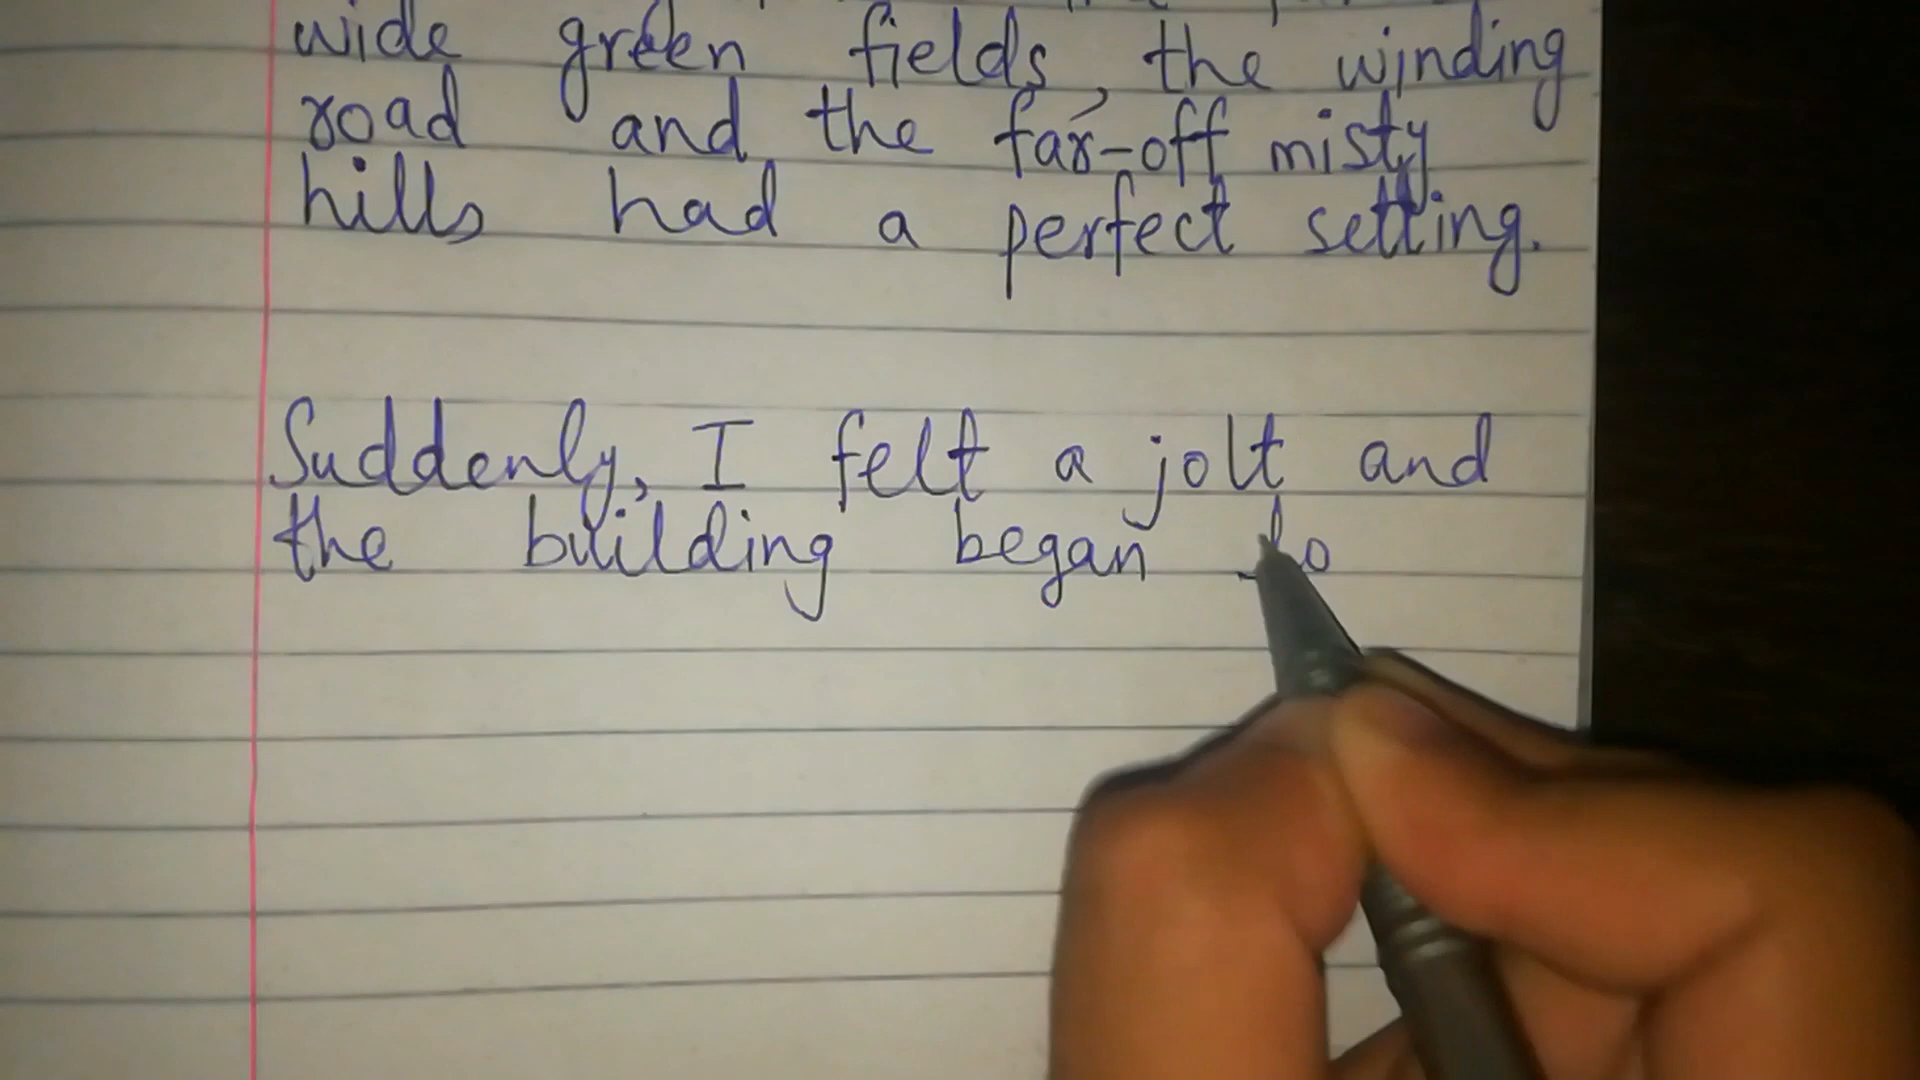 wide green fields, the winding
road and the far-off misty
hills had a perfect setting.
Suddenly, I felt a jolt and
the building began to